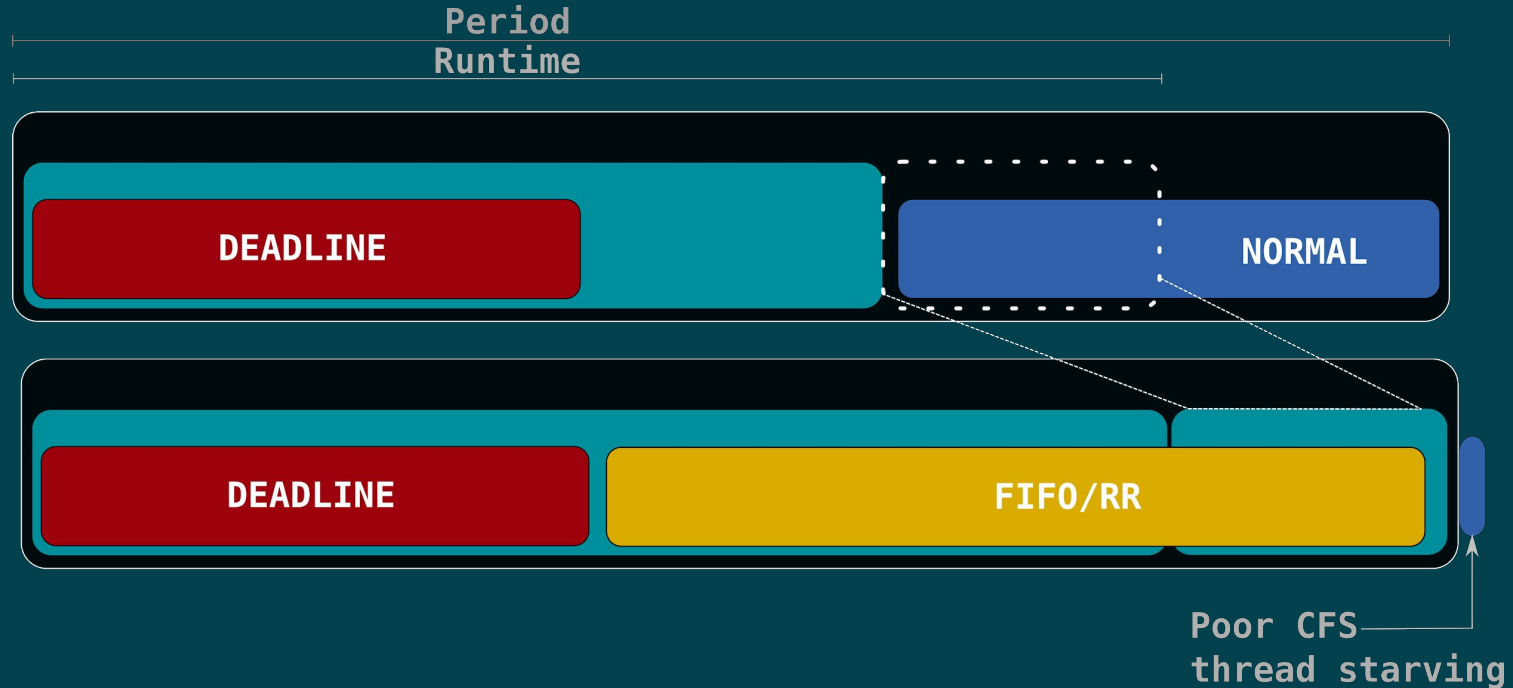 Period
Runtime
DEADLINE
NORMAL
DEADLINE
FIFO/RR
Poor CFS
thread starving